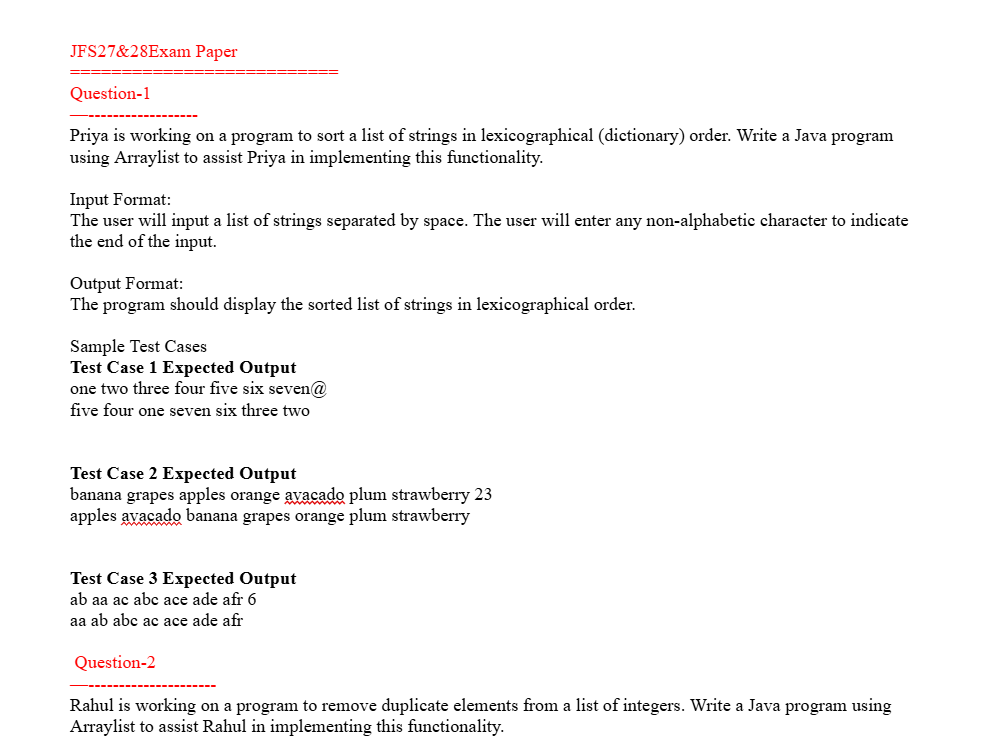 JFS27&28Exam Paper
==========================
Question-1
—------------------
Priya is working on a program to sort a list of strings in lexicographical (dictionary) order. Write a Java program
using Arraylist to assist Priya in implementing this functionality.
Input Format:
The user will input a list of strings separated by space. The user will enter any non-alphabetic character to indicate
the end of the input.
Output Format:
The program should display the sorted list of strings in lexicographical order.
Sample Test Cases
Test Case 1 Expected Output
one two three four five six seven@
five four one seven six three two
Test Case 2 Expected Output
banana grapes apples orange avacado plum strawberry 23
apples avacado banana grapes orange plum strawberry
Test Case 3 Expected Output
ab aa ac abc ace ade afr 6
aa ab abc ac ace ade afr
Question-2
—---------------------
Rahul is working on a program to remove duplicate elements from a list of integers. Write a Java program using
Arraylist to assist Rahul in implementing this functionality.